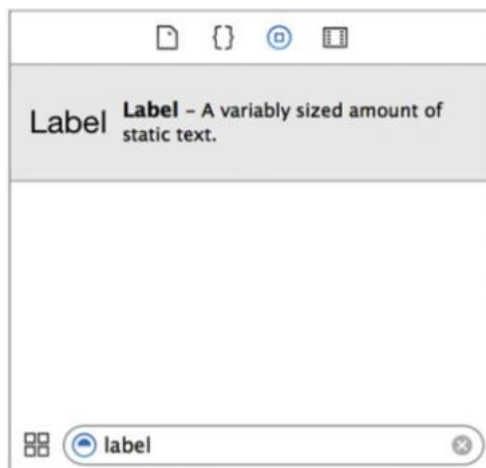 {}
Label
Label – A variably sized amount of
static text.
label